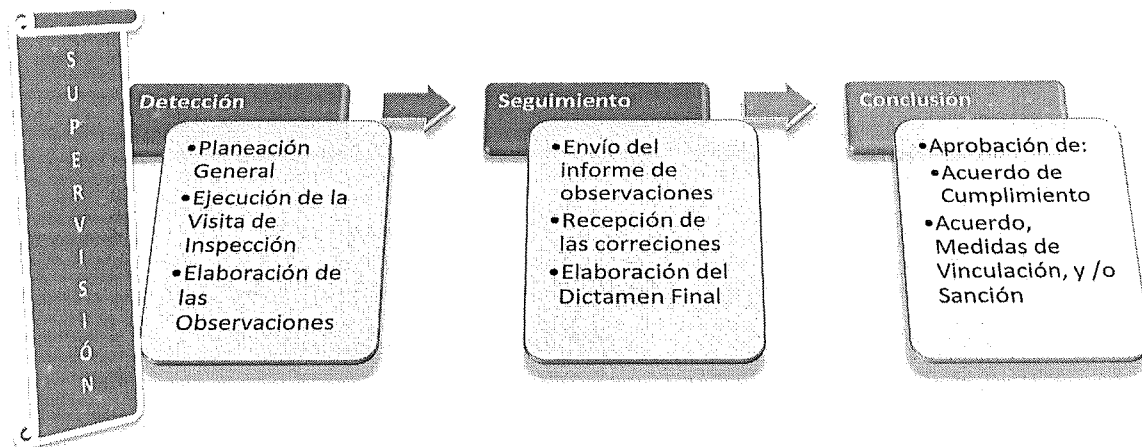 SUPERVISIÓN
Detección
•Planeación
General
•Ejecución de la
Visita de
Inspección
•Elaboración de
las
Observaciones
Seguimiento
•Envío del
informe de
observaciones
•Recepción de
las correciones
•Elaboración del
Dictamen Final
Conclusión
•Aprobación de:
•Acuerdo de
Cumplimiento
•Acuerdo,
Medidas de
Vinculación, y /o
Sanción